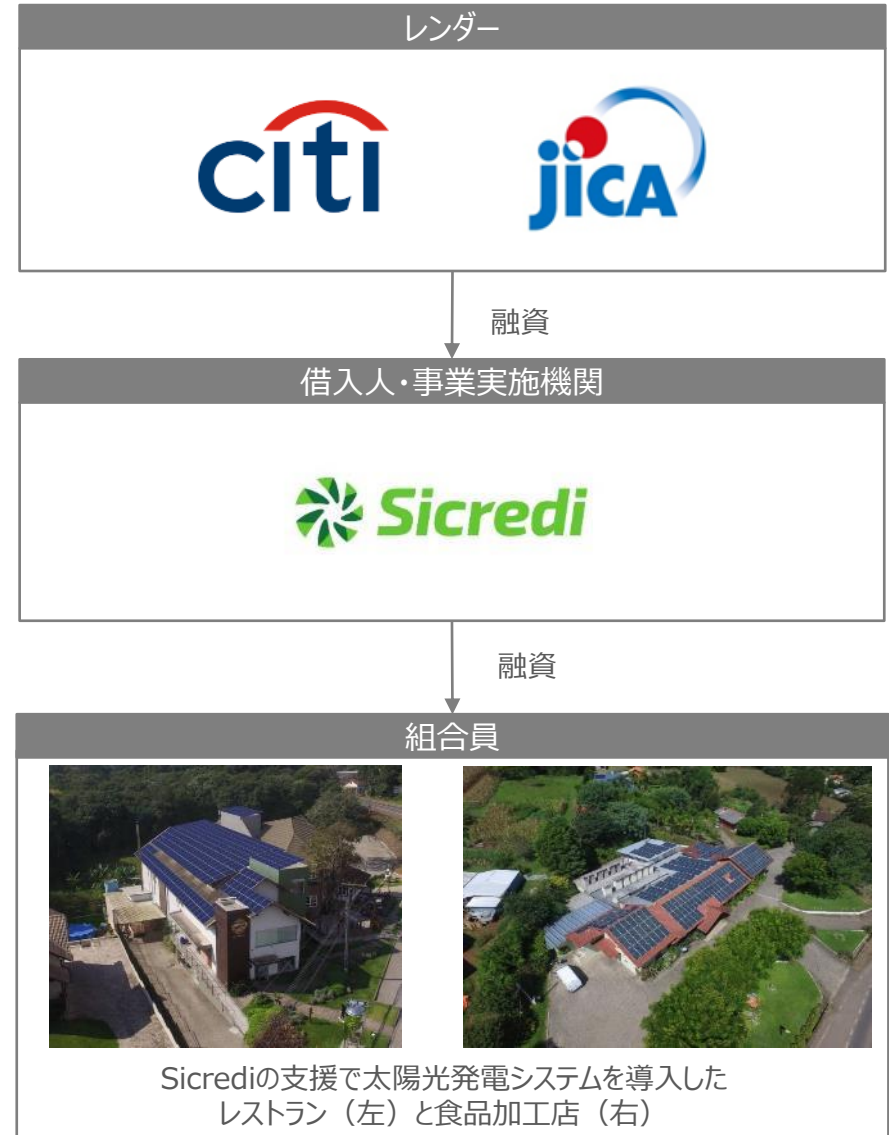 レンダー
citi
jica
融資
借入人・事業実施機関
Sicredi
融資
組合員
Sicrediの支援で太陽光発電システムを導入した
レストラン（左）と食品加工店（右）